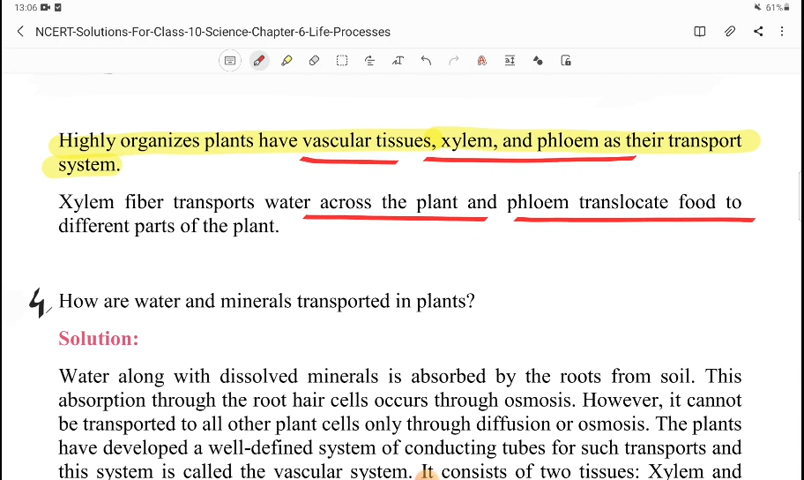 13:06
61%
NCERT-Solutions-For-Class-10-Science-Chapter-6-Life-Processes
Highly organizes plants have vascular tissues, xylem, and phloem as their transport
system.
Xylem fiber transports water across the plant and phloem translocate food to
different parts of the plant.
4. How are water and minerals transported in plants?
Solution:
Water along with dissolved minerals is absorbed by the roots from soil. This
absorption through the root hair cells occurs through osmosis. However, it cannot
be transported to all other plant cells only through diffusion or osmosis. The plants
have developed a well-defined system of conducting tubes for such transports and
this system is called the vascular system. It consists of two tissues: Xylem and